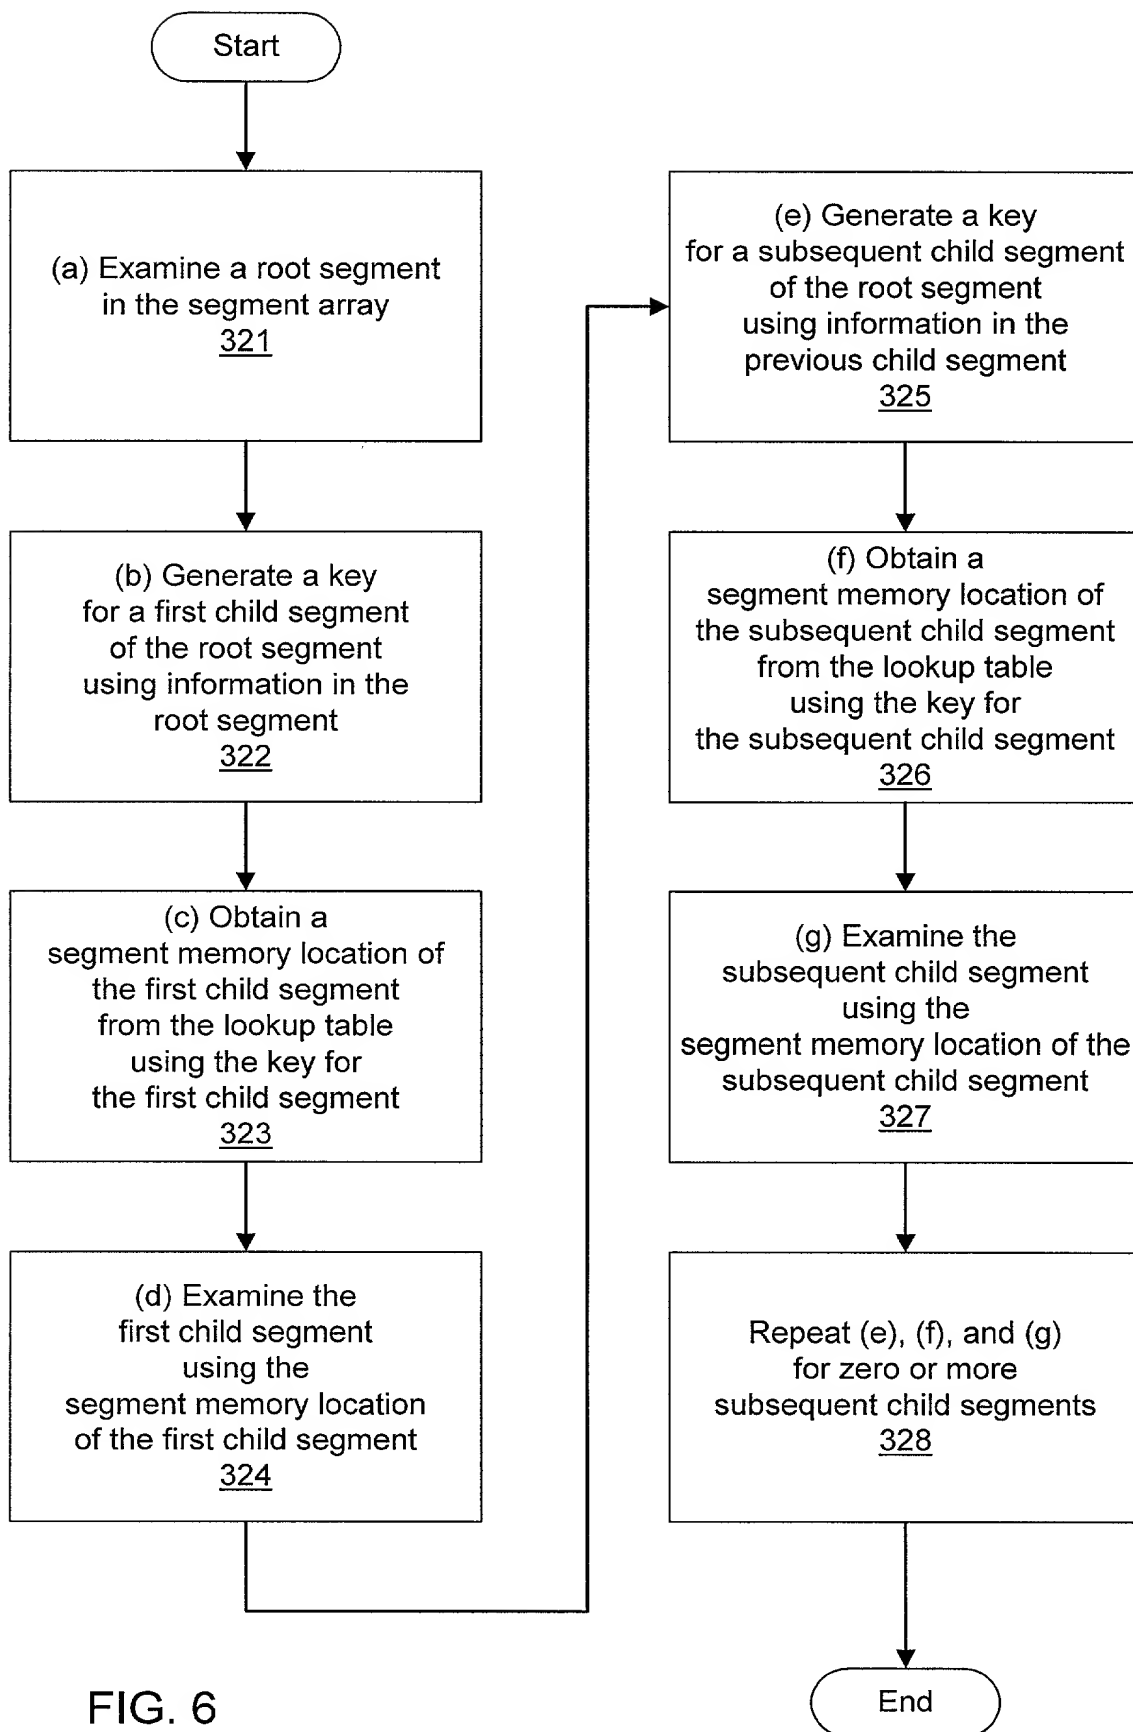 Start
(a) Examine a root segment
in the segment array
321
(b) Generate a key
for a first child segment
of the root segment
using information in the
root segment
322
(c) Obtain a
segment memory location of
the first child segment
from the lookup table
using the key for
the first child segment
323
(d) Examine the
first child segment
using the
segment memory location
of the first child segment
324
(e) Generate a key
for a subsequent child segment
of the root segment
using information in the
previous child segment
325
(f) Obtain a
segment memory location of
the subsequent child segment
from the lookup table
using the key for
the subsequent child segment
326
(g) Examine the
subsequent child segment
using the
segment memory location of the
subsequent child segment
327
Repeat (e), (f), and (g)
for zero or more
subsequent child segments
328
End
FIG. 6